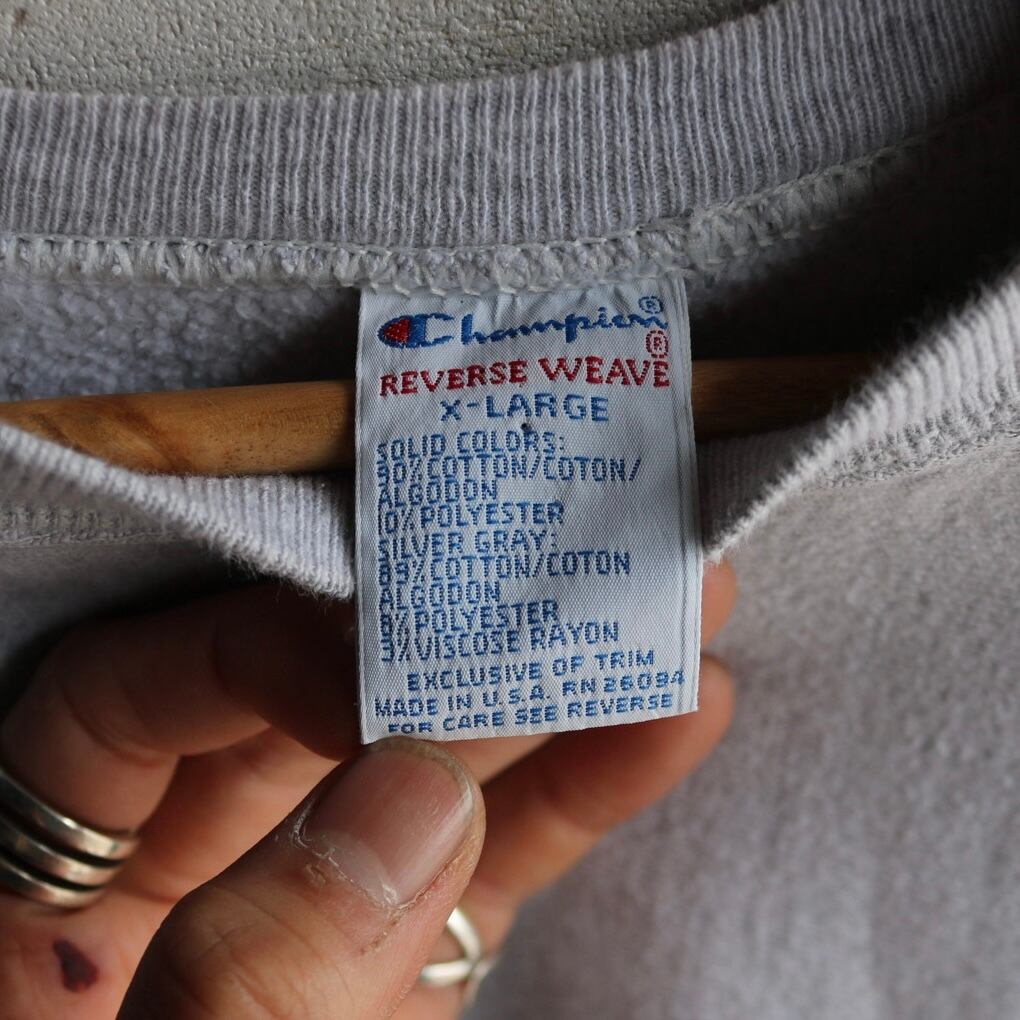 Champion®
REVERSE WEAVE®
X-LARGE
SOLID COLORS:
90% COTTON/COTON/
ALGODON
10% POLYESTER
SILVER GRAY:
89% COTTON/COTON
ALGODON
8% POLYESTER
3% VISCOSE RAYON
EXCLUSIVE OF TRIM
MADE IN U.S.A. RN 26094
FOR CARE SEE REVERSE